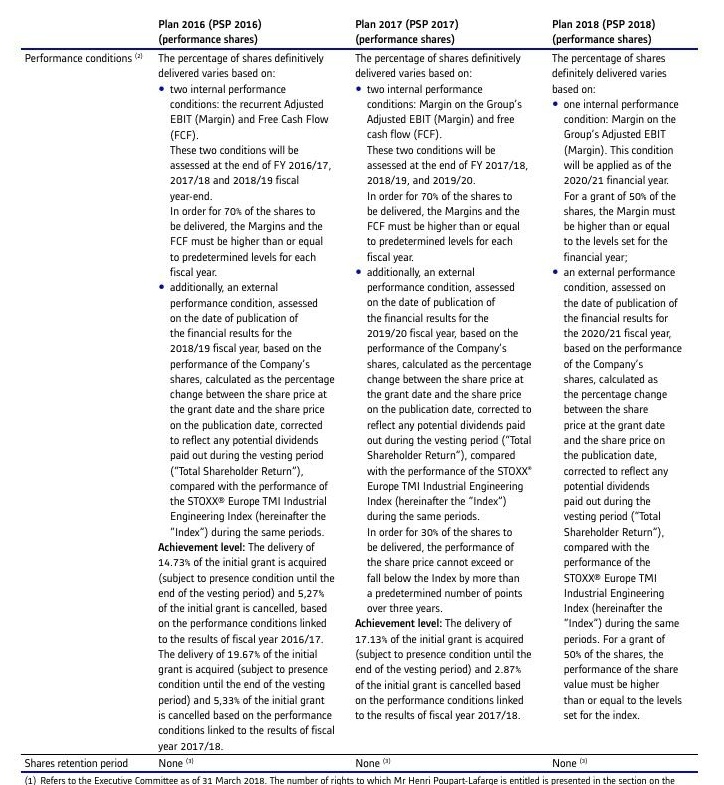 Plan 2016 (PSP 2016)
(performance shares)
Plan 2017 (PSP 2017)
(performance shares)
Plan 2018 (PSP 2018)
(performance shares)
Performance conditions (2)
The percentage of shares definitively
delivered varies based on:
• two internal performance
conditions: the recurrent Adjusted
EBIT (Margin) and Free Cash Flow
(FCF).
These two conditions will be
assessed at the end of FY 2016/17,
2017/18 and 2018/19 fiscal
year-end.
In order for 70% of the shares to
be delivered, the Margins and the
FCF must be higher than or equal
to predetermined levels for each
fiscal year.
• additionally, an external
performance condition, assessed
on the date of publication of
the financial results for the
2018/19 fiscal year, based on the
performance of the Company's
shares, calculated as the percentage
change between the share price at
the grant date and the share price
on the publication date, corrected
to reflect any potential dividends
paid out during the vesting period
("Total Shareholder Return"),
compared with the performance of
the STOXX® Europe TMI Industrial
Engineering Index (hereinafter the
"Index") during the same periods.
Achievement level: The delivery of
14.73% of the initial grant is acquired
(subject to presence condition until the
end of the vesting period) and 5,27%
of the initial grant is cancelled, based
on the performance conditions linked
to the results of fiscal year 2016/17.
The delivery of 19.67% of the initial
grant is acquired (subject to presence
condition until the end of the vesting
period) and 5,33% of the initial grant
is cancelled based on the performance
conditions linked to the results of fiscal
year 2017/18.
The percentage of shares definitively
delivered varies based on:
• two internal performance
conditions: Margin on the Group's
Adjusted EBIT (Margin) and free
cash flow (FCF).
These two conditions will be
assessed at the end of FY 2017/18,
2018/19, and 2019/20.
In order for 70% of the shares to
be delivered, the Margins and the
FCF must be higher than or equal
to predetermined levels for each
fiscal year.
• additionally, an external performance
condition, assessed
on the date of publication of
the financial results for the
2019/20 fiscal year, based on the
performance of the Company's
shares, calculated as the percentage
change between the share price at
the grant date and the share price
on the publication date, corrected to
reflect any potential dividends paid
out during the vesting period ("Total
Shareholder Return"), compared
with the performance of the STOXX®
Europe TMI Industrial Engineering
Index (hereinafter the "Index")
during the same periods.
In order for 30% of the shares to
be delivered, the performance of
the share price cannot exceed or
fall below the Index by more than
a predetermined number of points
over three years.
Achievement level: The delivery of
17.13% of the initial grant is acquired
(subject to presence condition until the
end of the vesting period) and 2.87%
of the initial grant is cancelled based
on the performance conditions linked
to the results of fiscal year 2017/18.
The percentage of shares
definitely delivered varies
based on:
• one internal performance
condition: Margin on the
Group's Adjusted EBIT
(Margin). This condition
will be applied as of the
2020/21 financial year.
For a grant of 50% of the
shares, the Margin must
be higher than or equal
to the levels set for the
financial year;
• an external performance
condition, assessed on
the date of publication of
the financial results for
the 2020/21 fiscal year,
based on the performance
of the Company's
shares, calculated as
the percentage change
between the share
price at the grant date
and the share price on
the publication date,
corrected to reflect any
potential dividends
paid out during the
vesting period ("Total
Shareholder Return"),
compared with the
performance of the
STOXX® Europe TMI
Industrial Engineering
Index (hereinafter the
"Index") during the same
periods. For a grant of
50% of the shares, the
performance of the share
value must be higher
than or equal to the levels
set for the index.
Shares retention period
None (3)
None (3)
None (3)
(1) Refers to the Executive Committee as of 31 March 2018. The number of rights to which Mr Henri Poupart-Lafarge is entitled is presented in the section on the